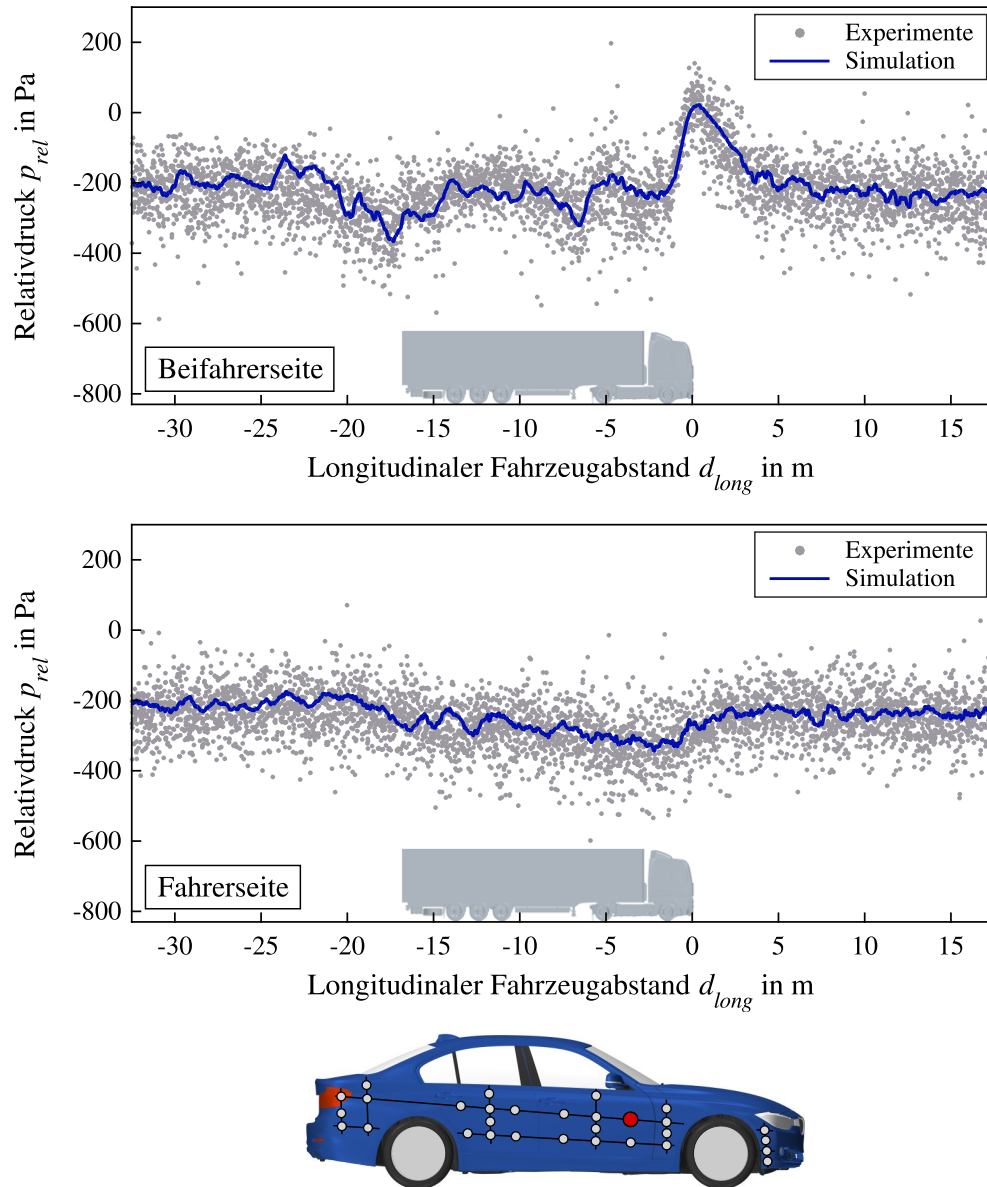 200
0
-200
-400
-600
-800
Relativdruck p_rel in Pa
Experimente
Simulation
Beifahrerseite
-30 -25 -20 -15 -10 -5 0 5 10 15
Longitudinaler Fahrzeugabstand d_long in m
200
0
-200
-400
-600
-800
Relativdruck p_rel in Pa
Experimente
Simulation
Fahrerseite
-30 -25 -20 -15 -10 -5 0 5 10 15
Longitudinaler Fahrzeugabstand d_long in m